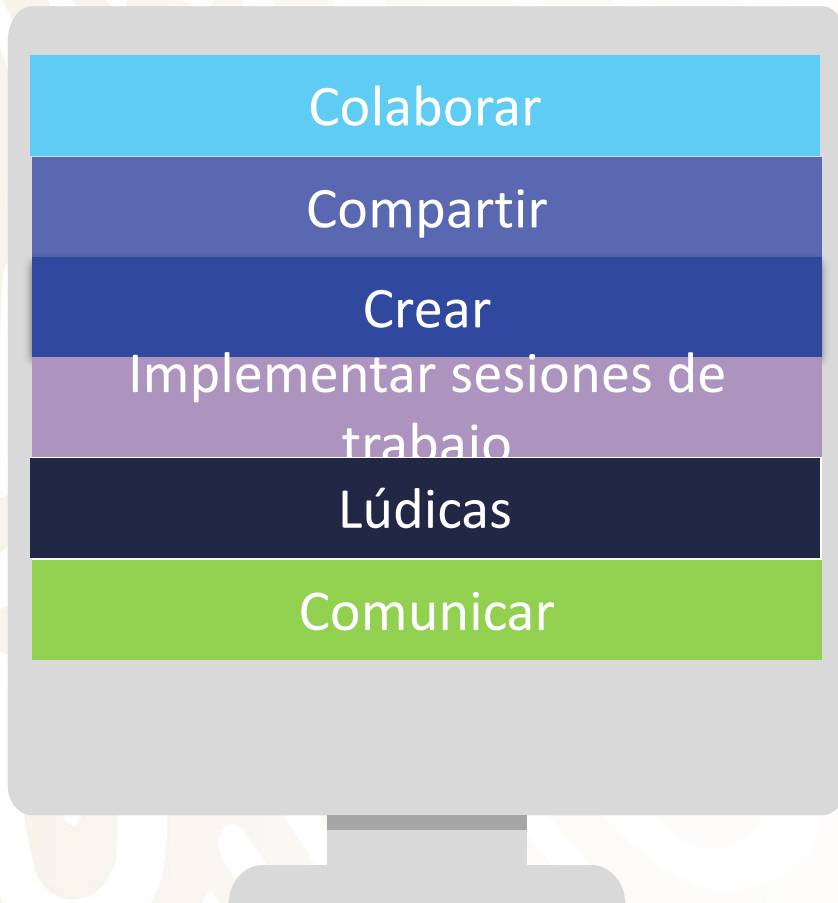 Colaborar
Compartir
Crear
Implementar sesiones de
trabajo
Lúdicas
Comunicar